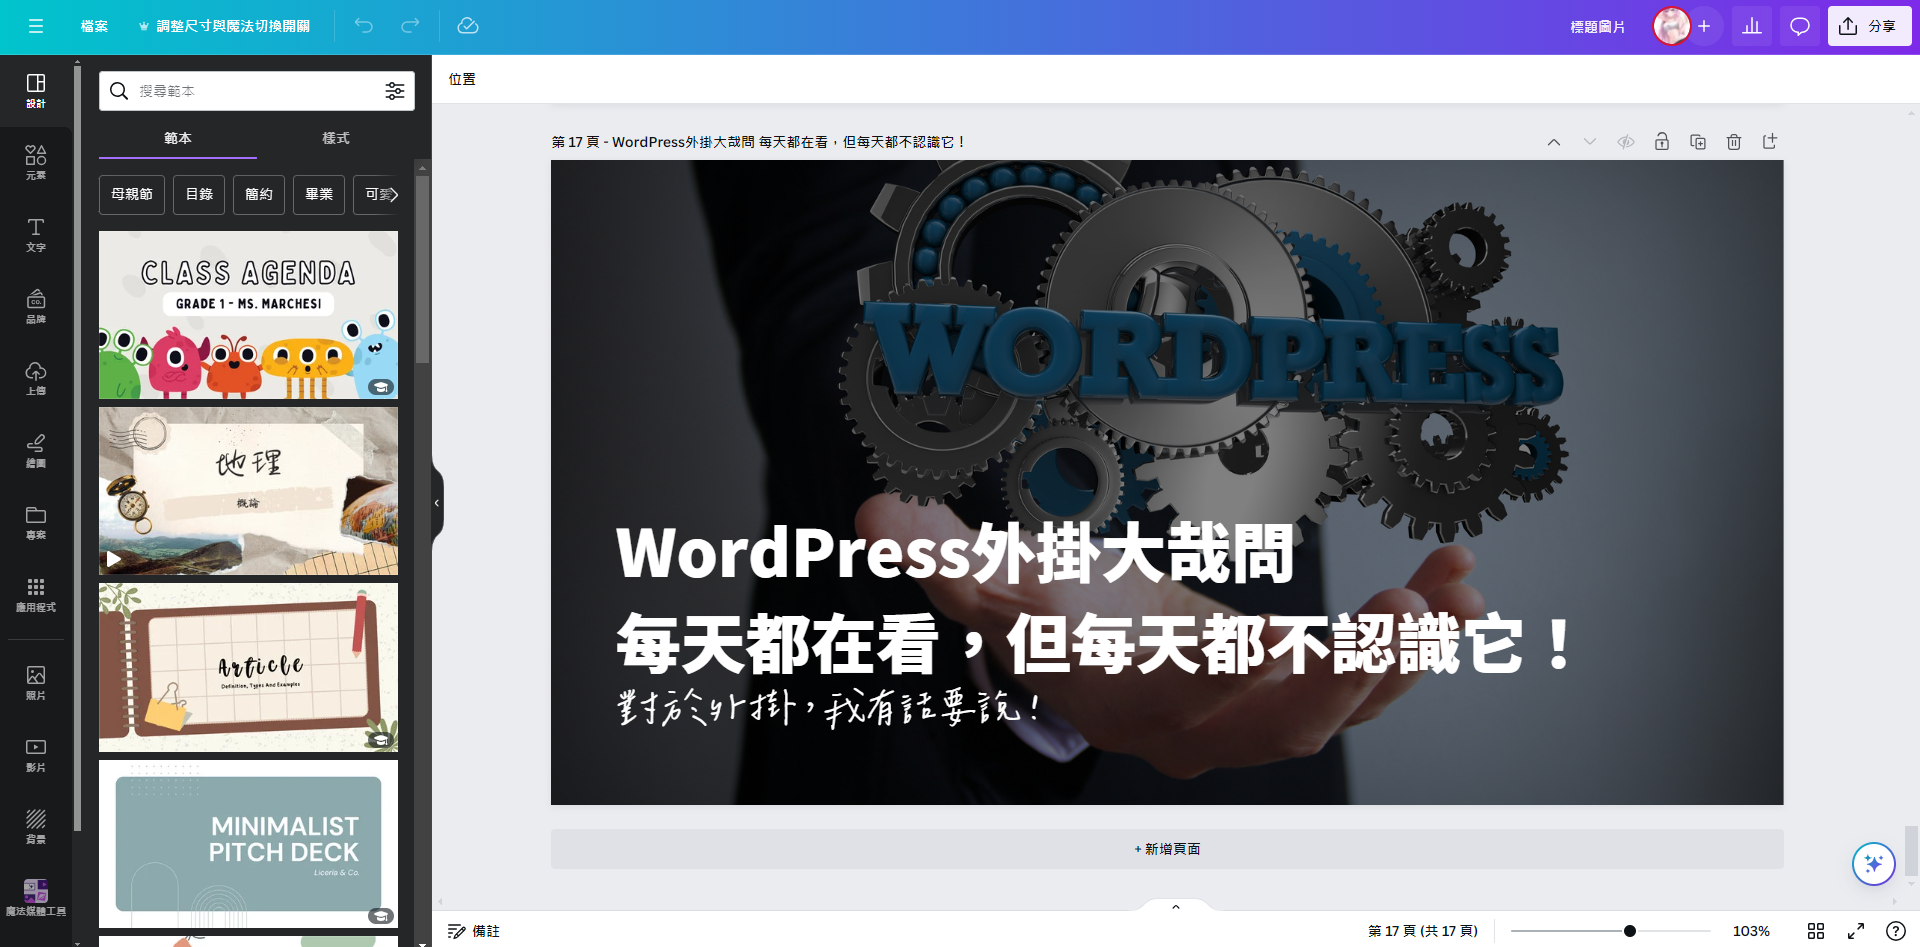 檔案
調整尺寸與魔法切換開關
標題圖片
分享
設計
元素
文字
品牌
上傳
繪圖
專案
應用程式
照片
影片
背景
魔法媒體工具
搜尋範本
範本
樣式
母親節
目錄
簡約
畢業
可愛
CLASS AGENDA
GRADE 1 - MS. MARCHESI
地理
概論
Article
Definition, Types And Examples
MINIMALIST
PITCH DECK
Liceria & Co.
位置
第 17 頁 - WordPress外掛大哉問 每天都在看，但每天都不認識它！
WORDPRESS
WordPress外掛大哉問
每天都在看，但每天都不認識它！
對於外掛，我有話要說！
+ 新增頁面
備註
第 17 頁 (共 17 頁)
103%